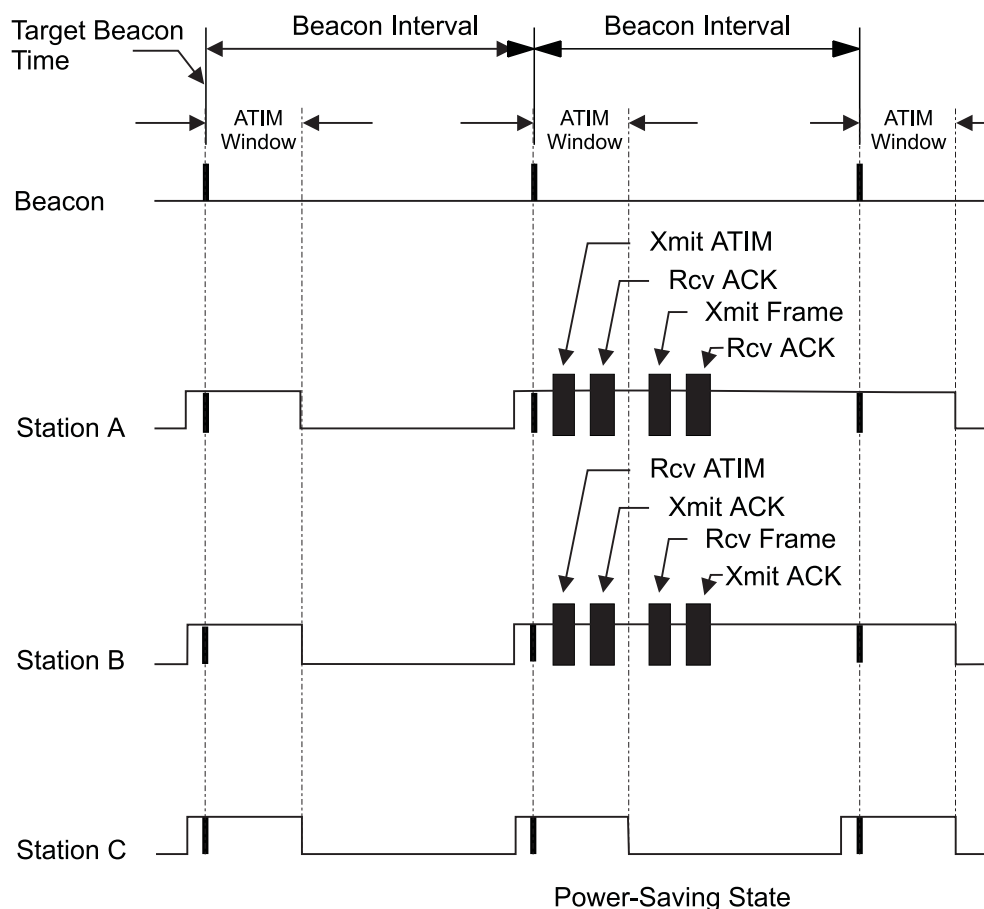 Target Beacon
Time
Beacon Interval
Beacon Interval
ATIM
Window
ATIM
Window
ATIM
Window
Beacon
Xmit ATIM
Rcv ACK
Xmit Frame
Rcv ACK
Station A
Rcv ATIM
Xmit ACK
Rcv Frame
Xmit ACK
Station B
Station C
Power-Saving State